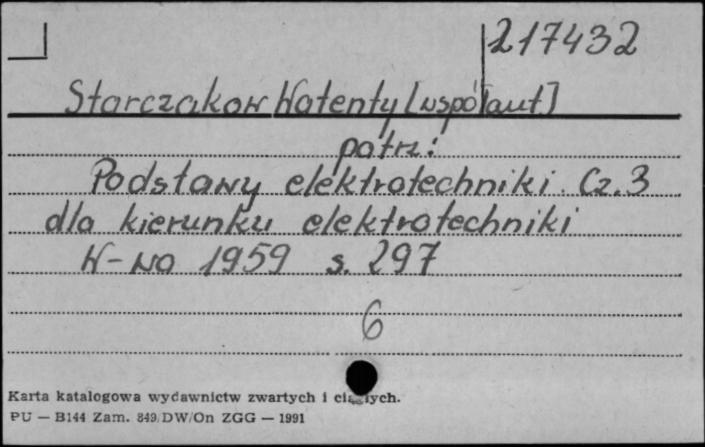 217432
Starczakow Watenty [współaut]
patrz:
Podstawy elektrotechniki. Cz. 3
dla kierunku elektrotechniki
W-wa 1959 s. 297
6
Karta katalogowa wydawnictw zwartych i ciągłych.
PU — B144 Zam. 849/DW/On ZGG — 1991